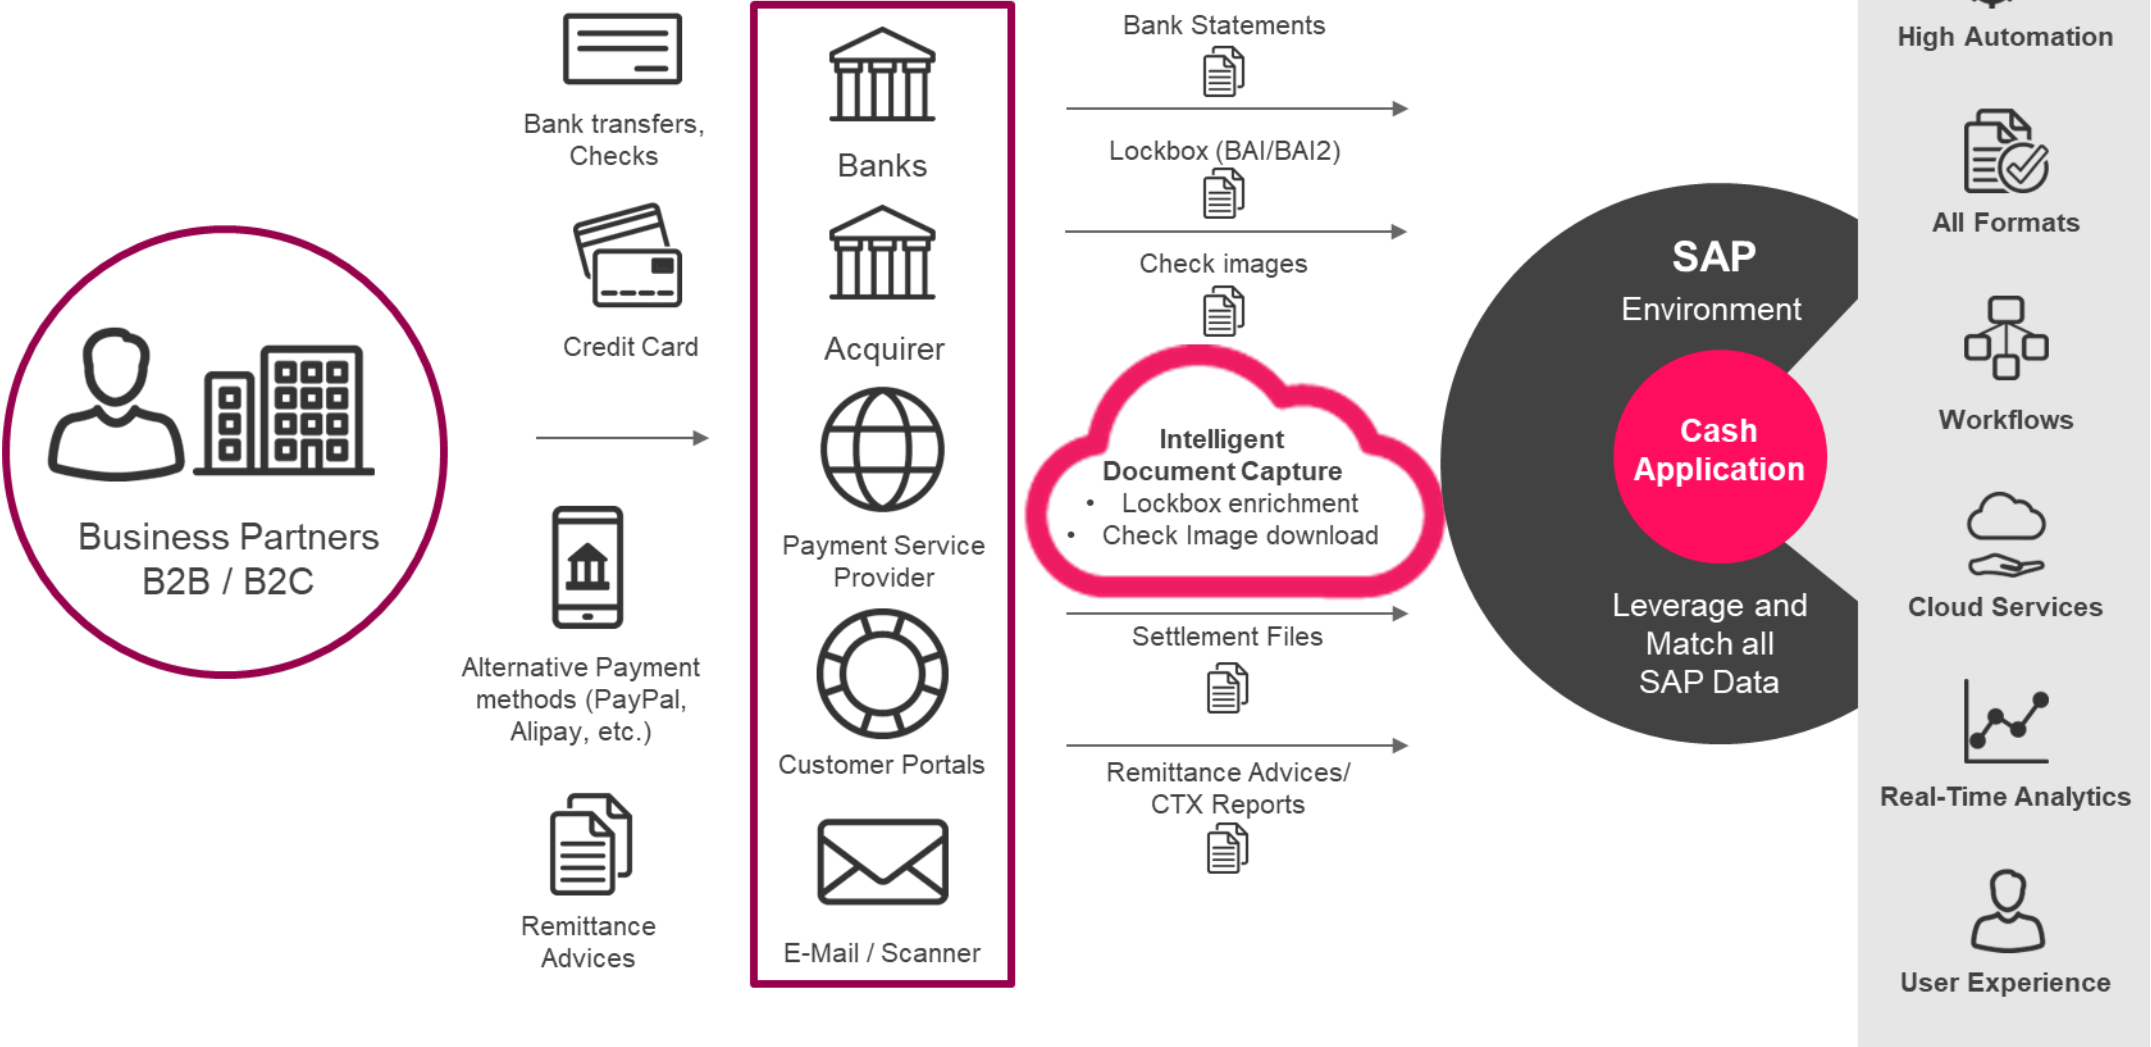 Business Partners
B2B / B2C
Bank transfers,
Checks
Credit Card
Alternative Payment
methods (PayPal,
Alipay, etc.)
Remittance
Advices
Banks
Acquirer
Payment Service
Provider
Customer Portals
E-Mail / Scanner
Bank Statements
Lockbox (BAI/BAI2)
Check images
Intelligent
Document Capture
• Lockbox enrichment
• Check Image download
Settlement Files
Remittance Advices/
CTX Reports
SAP
Environment
Cash
Application
Leverage and
Match all
SAP Data
High Automation
All Formats
Workflows
Cloud Services
Real-Time Analytics
User Experience